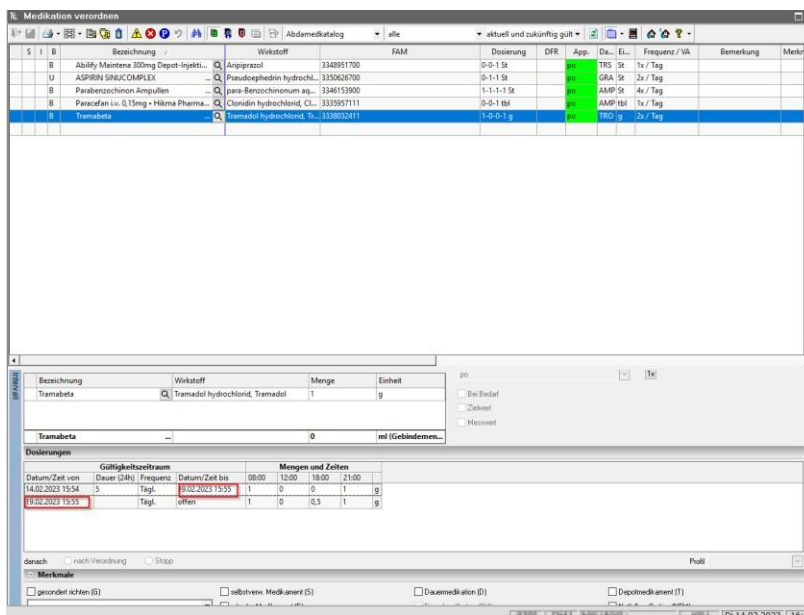 Medikation verordnen
Abdamedikatalog alle aktuell und zukünftig gült
S I B Bezeichnung Wirkstoff FAM Dosierung DFR App. Da... Ei... Frequenz / VA Bemerkung
B Abilify Maintena 300mg Depot-Injekti... Aripiprazol 3348951700 0-0-1 St po TRS St 1x / Tag
U ASPIRIN SINUCOMPLEX ... Pseudoephedrin hydrochl... 3350626700 0-1-1 St po GRA St 2x / Tag
B Parabenzochinon Ampullen ... para-Benzochinonum aq... 3346153900 1-1-1-1 St po AMP St 4x / Tag
B Paracefan i.v. 0,15mg • Hikma Pharma... Clonidin hydrochlorid, Cl... 3335957111 0-0-1 tbl po AMP tbl 1x / Tag
B Tramabeta ... Tramadol hydrochlorid, Tr... 3338032411 1-0-0-1 g po TRO g 2x / Tag
Intervall
Bezeichnung Wirkstoff Menge Einheit
Tramabeta Tramadol hydrochlorid, Tramadol 1 g
Tramabeta ... 0 ml (Gebindemen...
po 1x
Bei Bedarf
Zielwert
Messwert
Dosierungen
Gültigkeitszeitraum Mengen und Zeiten
Datum/Zeit von Dauer (24h) Frequenz Datum/Zeit bis 08:00 12:00 18:00 21:00
14.02.2023 15:54 5 Tägl. 19.02.2023 15:55 1 0 0 1 g
19.02.2023 15:55 Tägl. offen 1 0 0,5 1 g
danach nach Verordnung Stopp Profil
Merkmale
gesondert richten (G) selbstverw. Medikament (S) Dauermedikation (D) Depotmedikament (T)
Di 14.02.2023